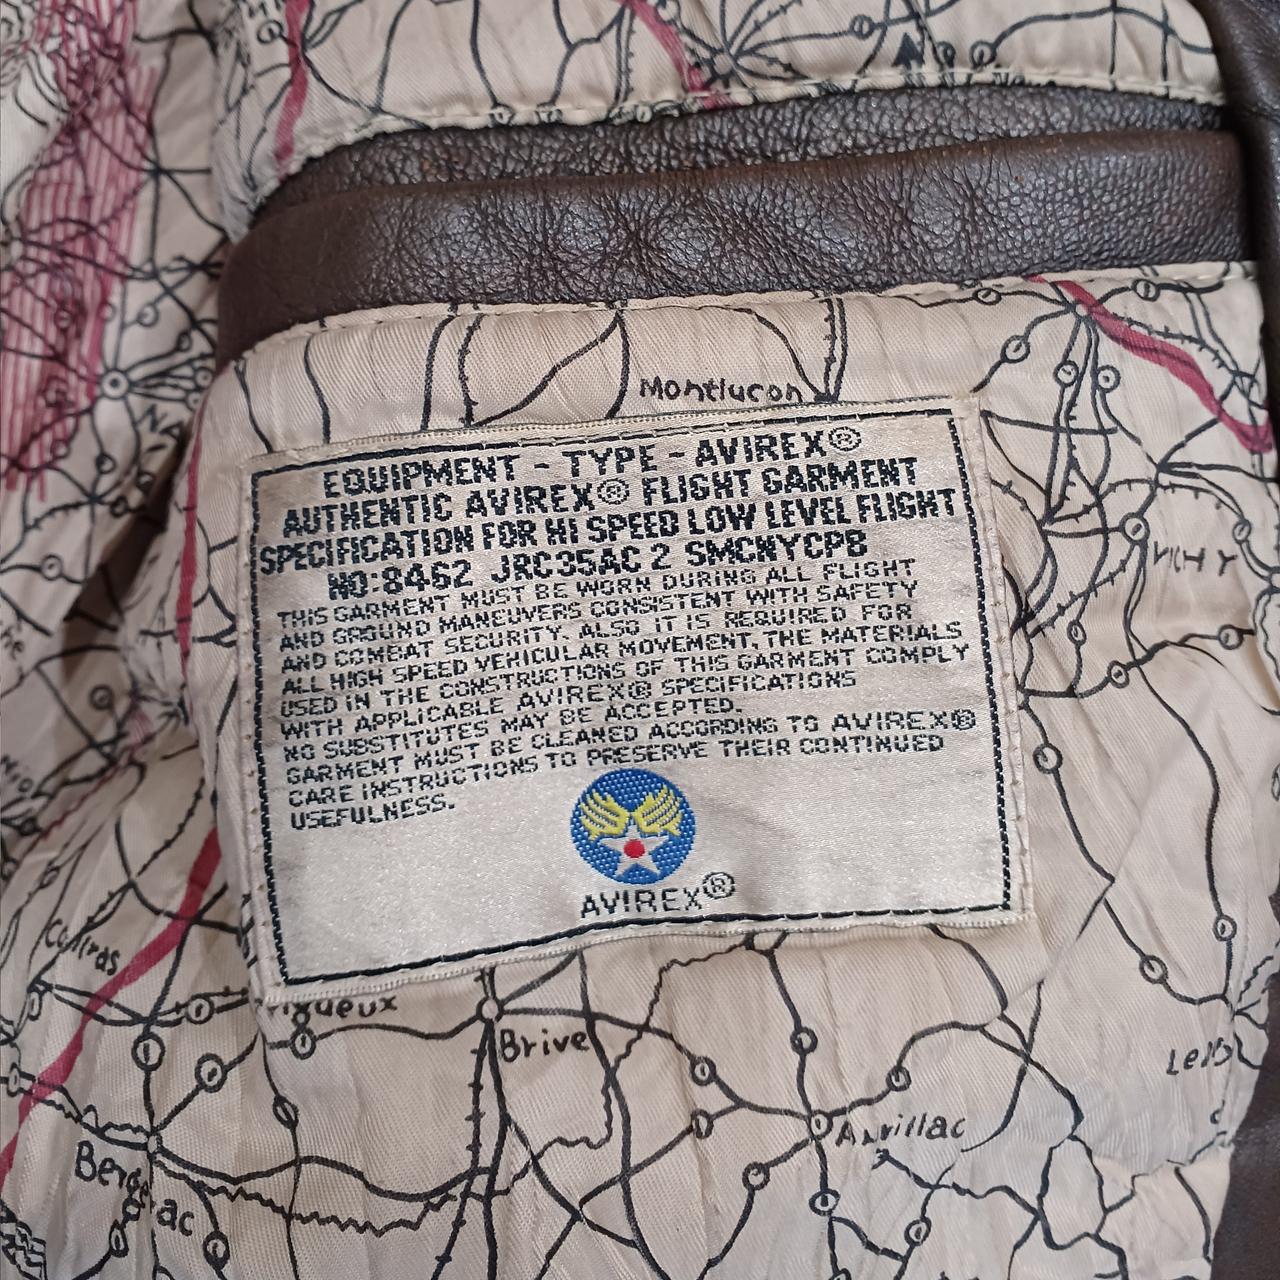 Montlucon
EQUIPMENT - TYPE - AVIREX®
AUTHENTIC AVIREX® FLIGHT GARMENT
SPECIFICATION FOR HI SPEED LOW LEVEL FLIGHT
NO:8462 JRC35AC 2 SMCNYCPB
THIS GARMENT MUST BE WORN DURING ALL FLIGHT
AND GROUND MANEUVERS CONSISTENT WITH SAFETY
AND COMBAT SECURITY. ALSO IT IS REQUIRED FOR
ALL HIGH SPEED VEHICULAR MOVEMENT, THE MATERIALS
USED IN THE CONSTRUCTIONS OF THIS GARMENT COMPLY
WITH APPLICABLE AVIREX® SPECIFICATIONS
NO SUBSTITUTES MAY BE ACCEPTED.
GARMENT MUST BE CLEANED ACCORDING TO AVIREX®
CARE INSTRUCTIONS TO PRESERVE THEIR CONTINUED
USEFULNESS.
AVIREX®
VICHY
Coutras
Brive
Aurillac
Bergerac